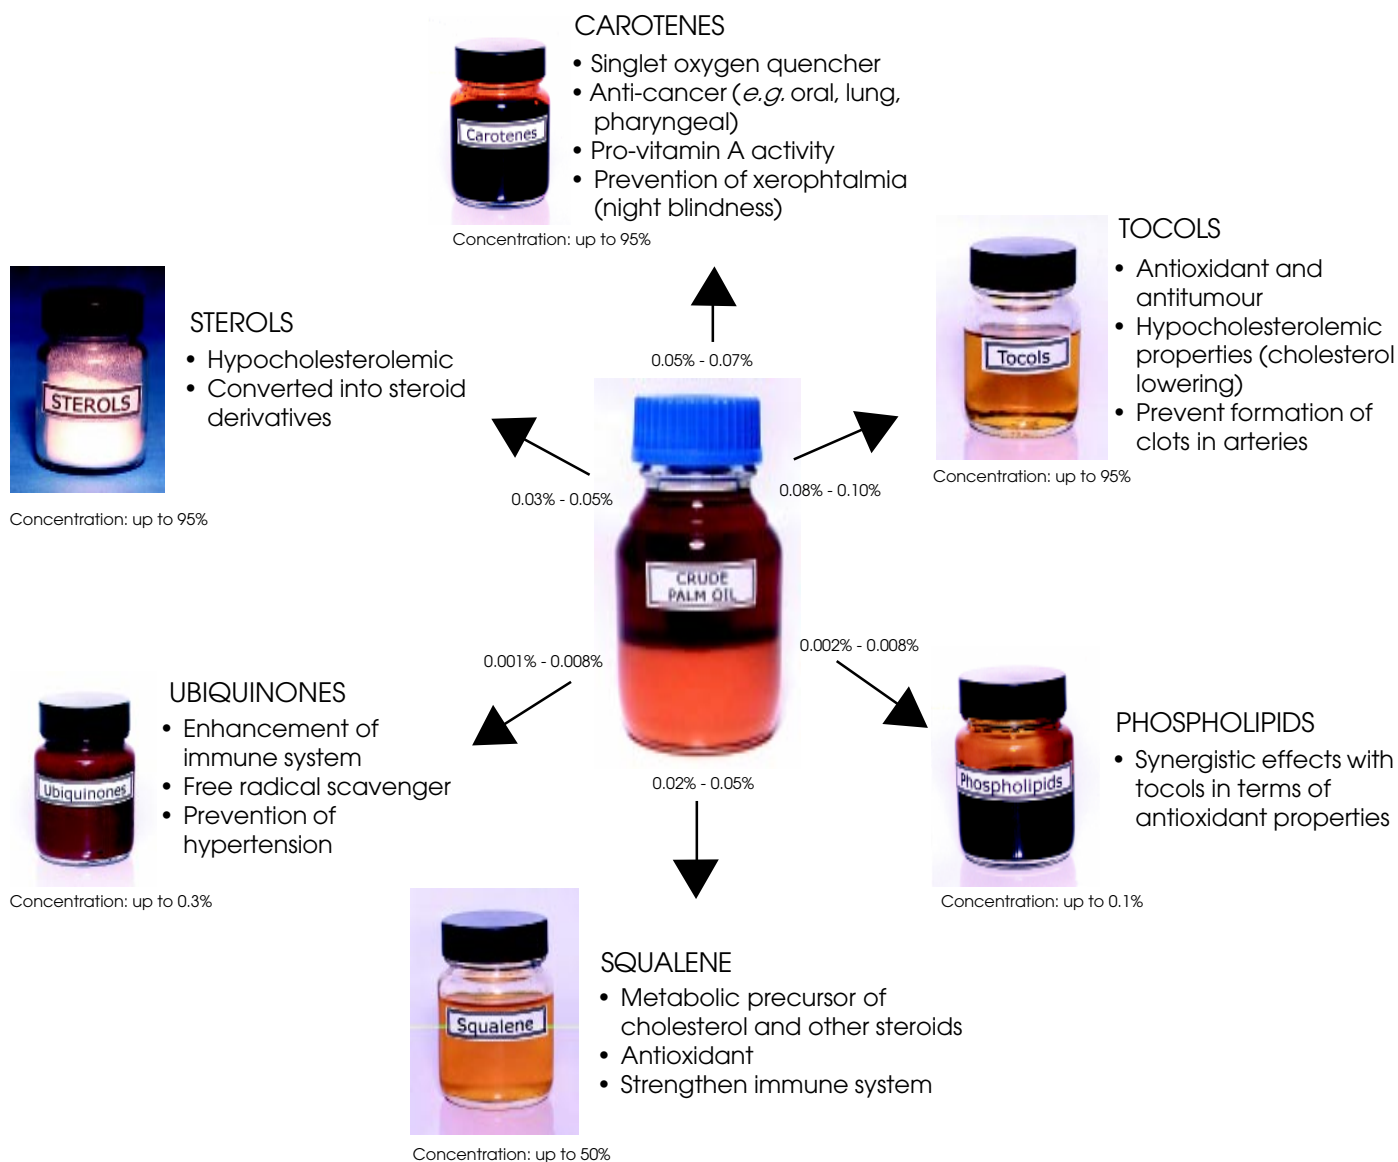 CAROTENES
• Singlet oxygen quencher
• Anti-cancer (e.g. oral, lung,
pharyngeal)
• Pro-vitamin A activity
• Prevention of xerophtalmia
(night blindness)
Carotenes
Concentration: up to 95%
TOCOLS
• Antioxidant and
antitumour
• Hypocholesterolemic
properties (cholesterol
lowering)
• Prevent formation of
clots in arteries
Tocols
Concentration: up to 95%
STEROLS
• Hypocholesterolemic
• Converted into steroid
derivatives
STEROLS
Concentration: up to 95%
0.05% - 0.07%
0.03% - 0.05%
0.08% - 0.10%
CRUDE
PALM OIL
0.001% - 0.008%
0.002% - 0.008%
0.02% - 0.05%
UBIQUINONES
• Enhancement of
immune system
• Free radical scavenger
• Prevention of
hypertension
Ubiquinones
Concentration: up to 0.3%
PHOSPHOLIPIDS
• Synergistic effects with
tocols in terms of
antioxidant properties
Phospholipids
Concentration: up to 0.1%
SQUALENE
• Metabolic precursor of
cholesterol and other steroids
• Antioxidant
• Strengthen immune system
Squalene
Concentration: up to 50%